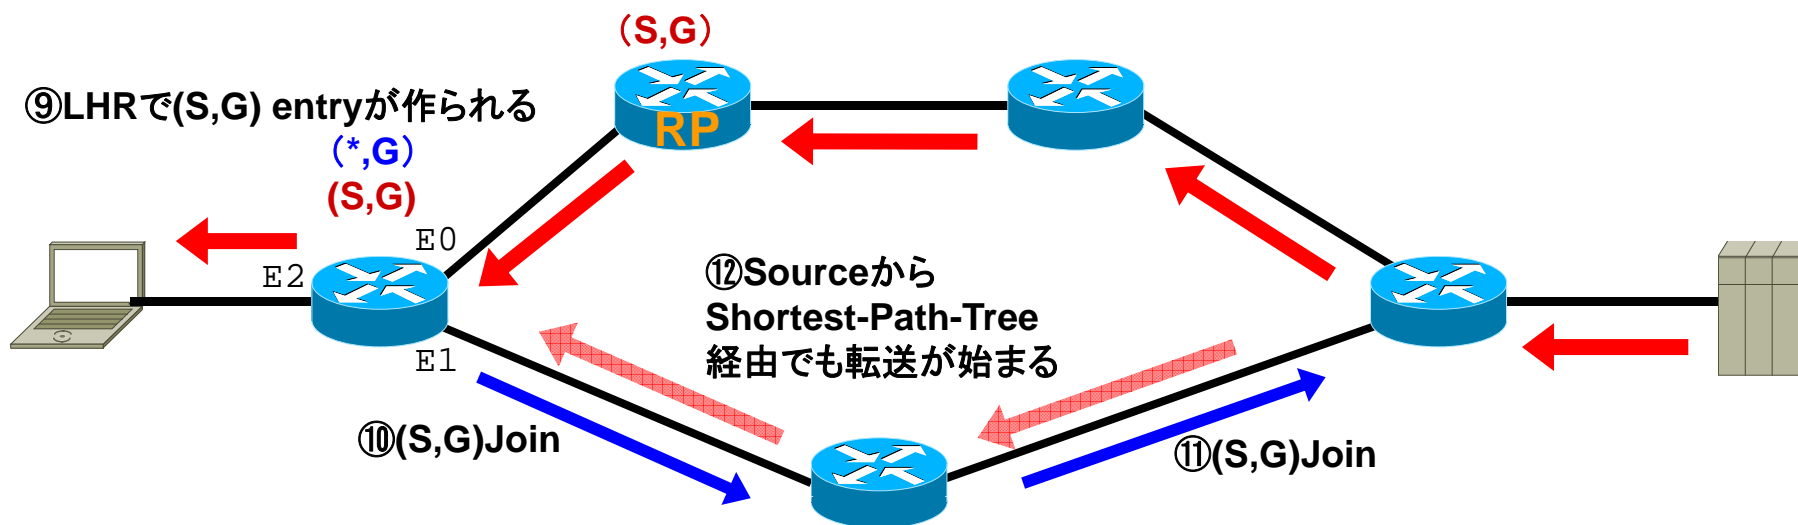 (S,G)
⑨LHRで(S,G) entryが作られる
RP
(*,G)
(S,G)
E0
E2
⑫Sourceから
Shortest-Path-Tree
経由でも転送が始まる
E1
⑩(S,G)Join
⑪(S,G)Join